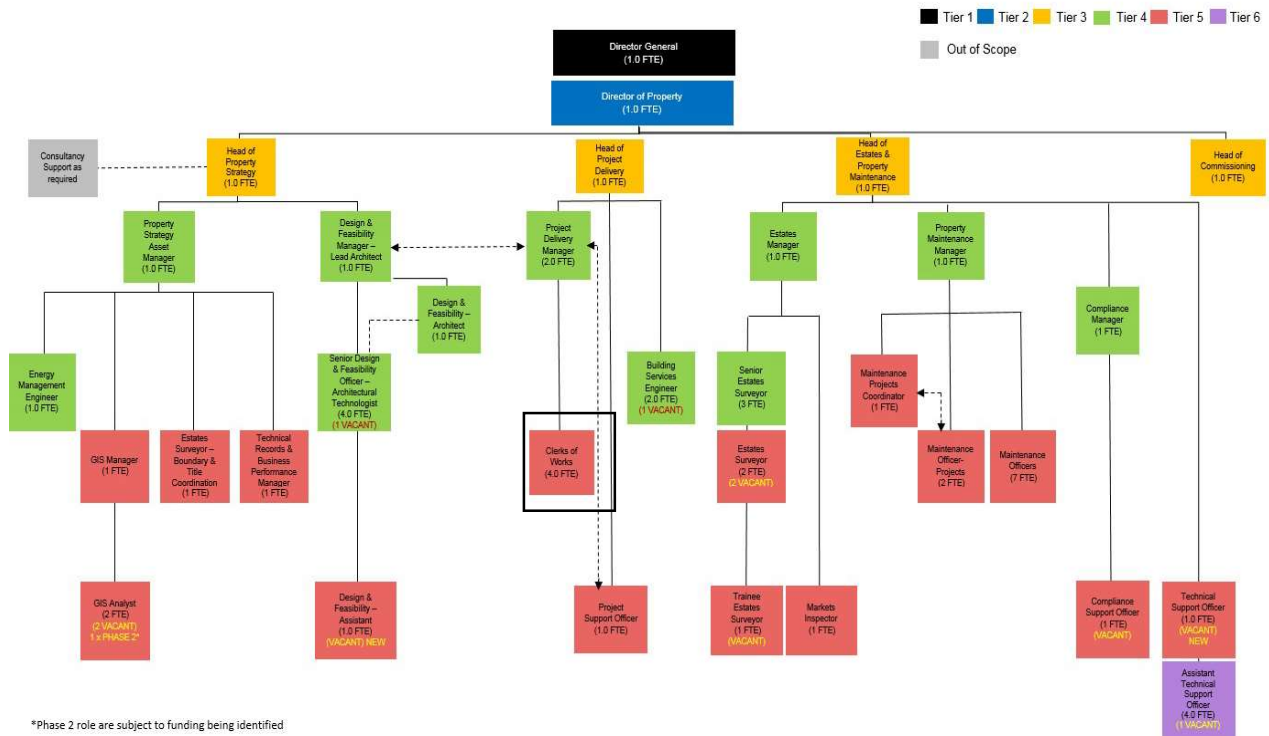 Tier 1
Tier 2
Tier 3
Tier 4
Tier 5
Tier 6
Out of Scope
Director General
(1.0 FTE)
Director of Property
(1.0 FTE)
Consultancy
Support as
required
Head of
Property
Strategy
(1.0 FTE)
Head of
Project
Delivery
(1.0 FTE)
Head of
Estates &
Property
Maintenance
(1.0 FTE)
Head of
Commissioning
(1.0 FTE)
Property
Strategy
Asset
Manager
(1.0 FTE)
Design &
Feasibility
Manager –
Lead Architect
(1.0 FTE)
Project
Delivery
Manager
(2.0 FTE)
Estates
Manager
(1.0 FTE)
Property
Maintenance
Manager
(1.0 FTE)
Design &
Feasibility –
Architect
(1.0 FTE)
Compliance
Manager
(1 FTE)
Energy
Management
Engineer
(1.0 FTE)
Senior Design
& Feasibility
Officer –
Architectural
Technologist
(4.0 FTE)
(1 VACANT)
Building
Services
Engineer
(2.0 FTE)
(1 VACANT)
Senior
Estates
Surveyor
(3 FTE)
Maintenance
Projects
Coordinator
(1 FTE)
GIS Manager
(1 FTE)
Estates
Surveyor –
Boundary &
Title
Coordination
(1 FTE)
Technical
Records &
Business
Performance
Manager
(1 FTE)
Clerks of
Works
(4.0 FTE)
Estates
Surveyor
(2 FTE)
(2 VACANT)
Maintenance
Officer-
Projects
(2 FTE)
Maintenance
Officers
(7 FTE)
GIS Analyst
(2 FTE)
(2 VACANT)
1 x PHASE 2*
Design &
Feasibility –
Assistant
(1.0 FTE)
(VACANT) NEW
Project
Support Officer
(1.0 FTE)
Trainee
Estates
Surveyor
(1 FTE)
(VACANT)
Markets
Inspector
(1 FTE)
Compliance
Support Officer
(1 FTE)
(VACANT)
Technical
Support Officer
(1.0 FTE)
(VACANT)
NEW
Assistant
Technical
Support
Officer
(4.0 FTE)
(1 VACANT)
*Phase 2 role are subject to funding being identified